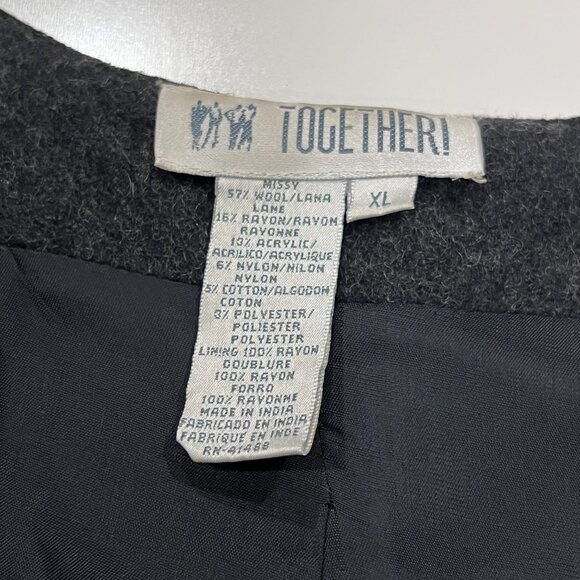 TOGETHER!
XL
MISSY
57% WOOL/LANA
LANE
16% RAYON/RAYON
RAYONNE
13% ACRYLIC/
ACRILICO/ACRYLIQUE
6% NYLON/NILON
NYLON
5% COTTON/ALGODON
COTON
3% POLYESTER/
POLIESTER
POLYESTER
LINING 100% RAYON
DOUBLURE
100% RAYON
FORRO
100% RAYONNE
MADE IN INDIA
FABRICADO EN INDIA
FABRIQUE EN INDE
RN-41488